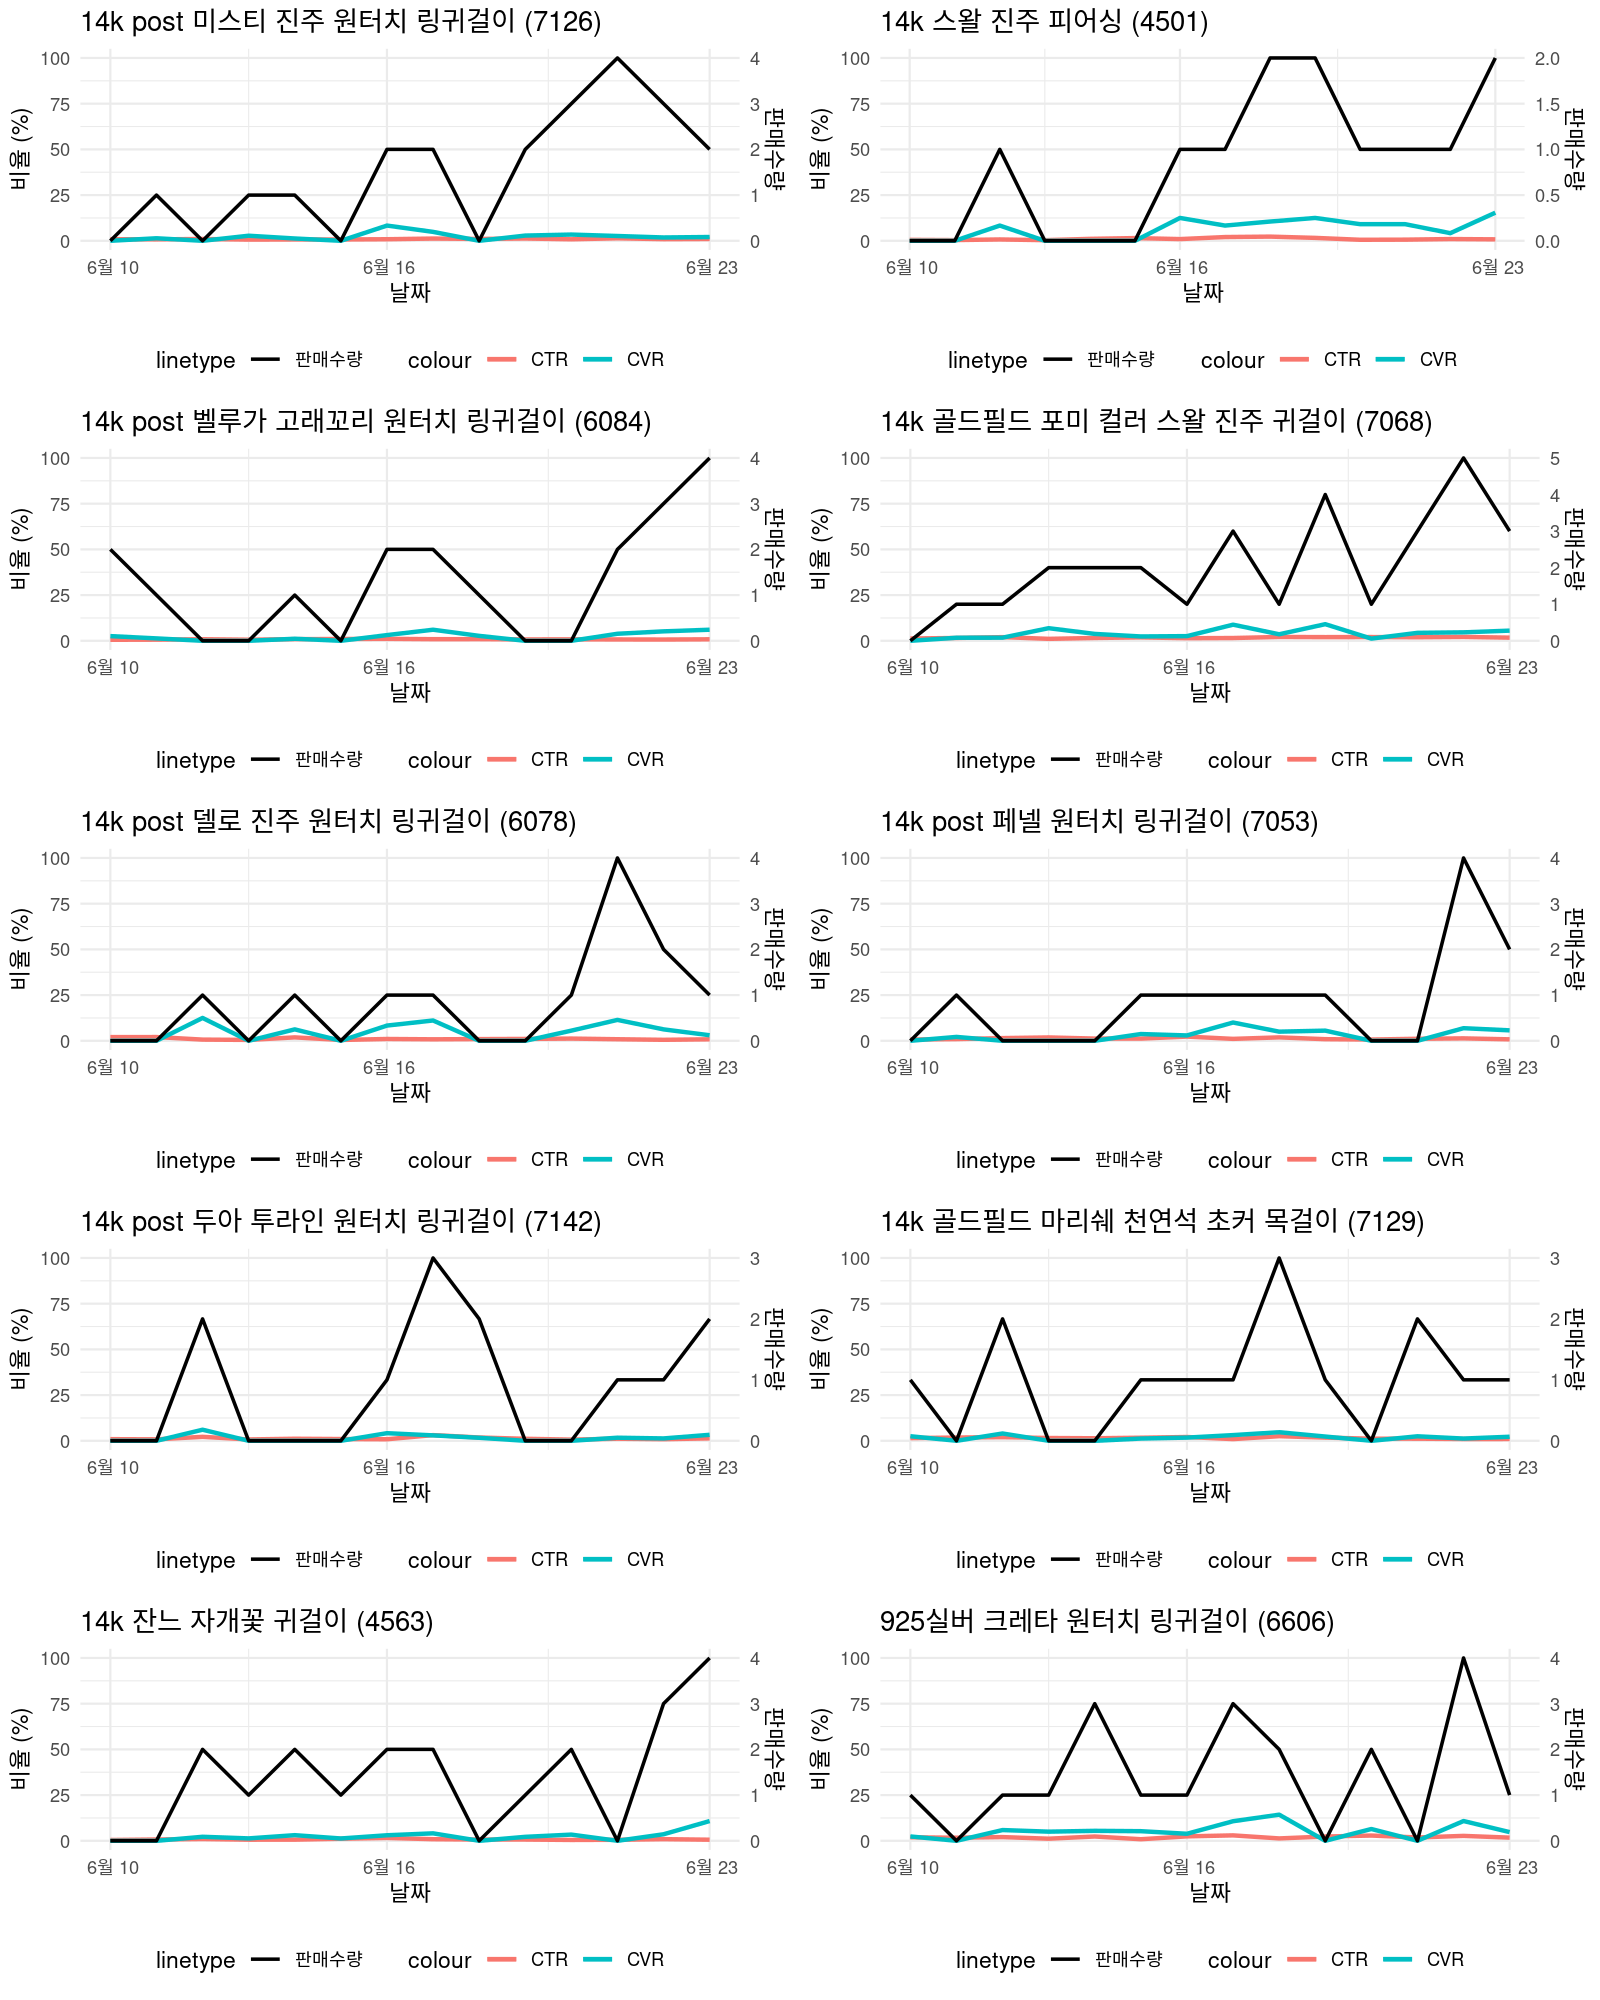 14k post 미스티 진주 원터치 링귀걸이 (7126)
비율 (%)
100
75
50
25
0
4
3
2
1
0
판매수량
6월 10
6월 16
6월 23
날짜
linetype 판매수량 colour CTR CVR
14k 스왈 진주 피어싱 (4501)
비율 (%)
100
75
50
25
0
2.0
1.5
1.0
0.5
0.0
판매수량
6월 10
6월 16
6월 23
날짜
linetype 판매수량 colour CTR CVR
14k post 벨루가 고래꼬리 원터치 링귀걸이 (6084)
비율 (%)
100
75
50
25
0
4
3
2
1
0
판매수량
6월 10
6월 16
6월 23
날짜
linetype 판매수량 colour CTR CVR
14k 골드필드 포미 컬러 스왈 진주 귀걸이 (7068)
비율 (%)
100
75
50
25
0
5
4
3
2
1
0
판매수량
6월 10
6월 16
6월 23
날짜
linetype 판매수량 colour CTR CVR
14k post 델로 진주 원터치 링귀걸이 (6078)
비율 (%)
100
75
50
25
0
4
3
2
1
0
판매수량
6월 10
6월 16
6월 23
날짜
linetype 판매수량 colour CTR CVR
14k post 페넬 원터치 링귀걸이 (7053)
비율 (%)
100
75
50
25
0
4
3
2
1
0
판매수량
6월 10
6월 16
6월 23
날짜
linetype 판매수량 colour CTR CVR
14k post 두아 투라인 원터치 링귀걸이 (7142)
비율 (%)
100
75
50
25
0
3
2
1
0
판매수량
6월 10
6월 16
6월 23
날짜
linetype 판매수량 colour CTR CVR
14k 골드필드 마리쉐 천연석 초커 목걸이 (7129)
비율 (%)
100
75
50
25
0
3
2
1
0
판매수량
6월 10
6월 16
6월 23
날짜
linetype 판매수량 colour CTR CVR
14k 잔느 자개꽃 귀걸이 (4563)
비율 (%)
100
75
50
25
0
4
3
2
1
0
판매수량
6월 10
6월 16
6월 23
날짜
linetype 판매수량 colour CTR CVR
925실버 크레타 원터치 링귀걸이 (6606)
비율 (%)
100
75
50
25
0
4
3
2
1
0
판매수량
6월 10
6월 16
6월 23
날짜
linetype 판매수량 colour CTR CVR